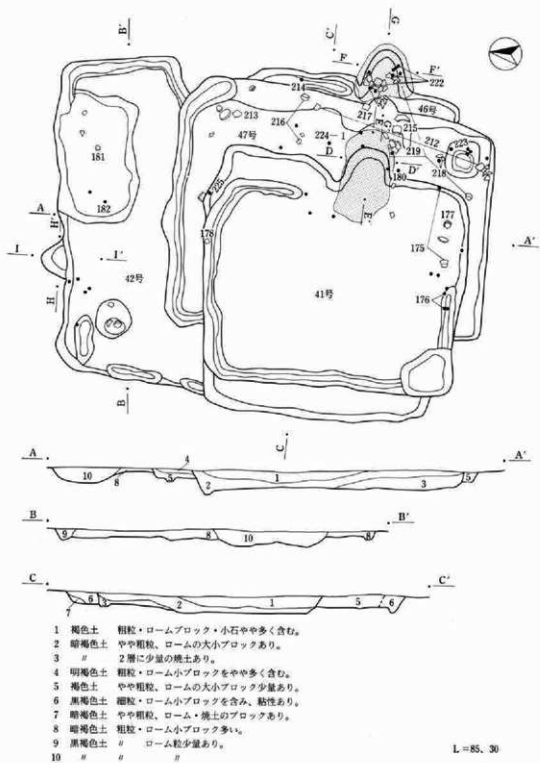 B'
C'
G
F
F'
222
214
217
46号
213
216
47号
224―1
215
212
223
219
D
D'
218
181
182
225
180
177
A
H'
178
175
A'
I
I'
42号
41号
H
176
B
C
A
A'
4
10
8
5
2
1
3
5
B
B'
9
8
10
8
C
C'
7
6
5
2
1
5
6
1 褐色土 粗粒・ロームブロック・小石やや多く含む。
2 暗褐色土 やや粗粒、ロームの大小ブロックあり。
3 〃 2層に少量の焼土あり。
4 明褐色土 粗粒・ローム小ブロックをやや多く含む。
5 褐色土 やや粗粒、ロームの大小ブロック少量あり。
6 黒褐色土 細粒・ローム小ブロックを含み、粘性あり。
7 暗褐色土 やや粗粒、ローム・焼土のブロックあり。
8 暗褐色土 粗粒・ローム小ブロック多い。
9 黒褐色土 〃 ローム粒少量あり。
10 〃 〃 〃
L=85、30